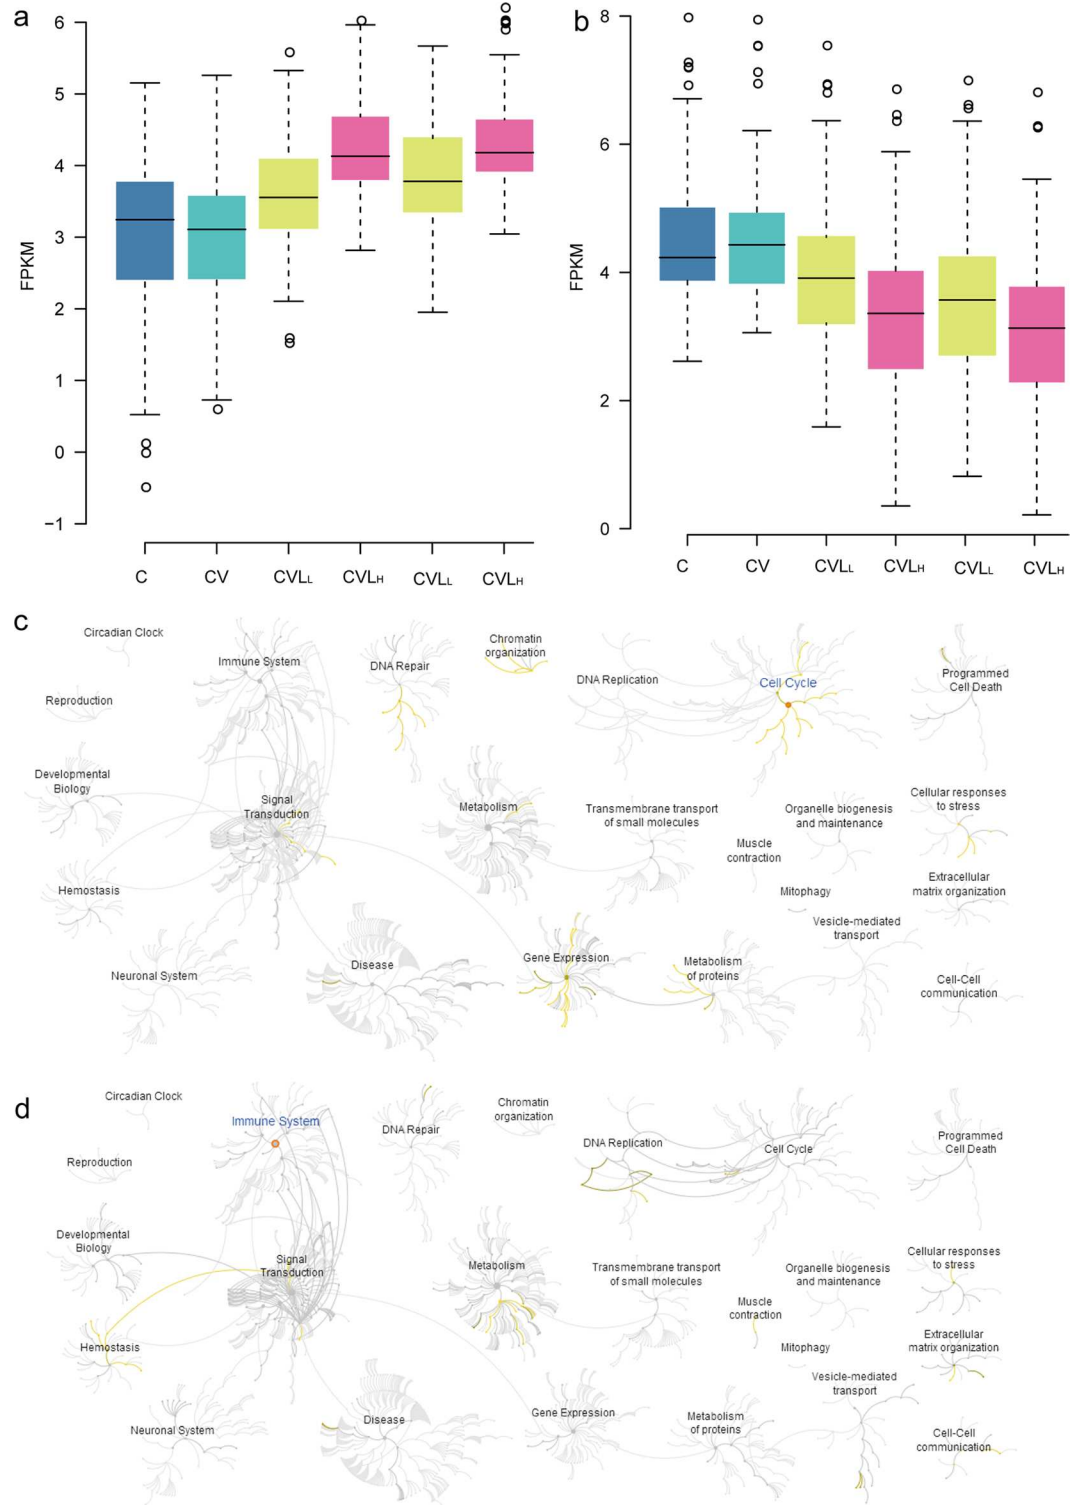 a
6
5
4
3
2
1
0
−1
FPKM
C
CV
CVLL
CVLH
CVLL
CVLH
b
8
6
4
2
0
FPKM
C
CV
CVLL
CVLH
CVLL
CVLH
c
Circadian Clock
Immune System
DNA Repair
Chromatin
organization
DNA Replication
Cell Cycle
Programmed
Cell Death
Reproduction
Developmental
Biology
Signal
Transduction
Metabolism
Transmembrane transport
of small molecules
Organelle biogenesis
and maintenance
Cellular responses
to stress
Muscle
contraction
Hemostasis
Mitophagy
Extracellular
matrix organization
Vesicle-mediated
transport
Neuronal System
Disease
Gene Expression
Metabolism
of proteins
Cell-Cell
communication
d
Circadian Clock
Immune System
DNA Repair
Chromatin
organization
DNA Replication
Cell Cycle
Programmed
Cell Death
Reproduction
Developmental
Biology
Signal
Transduction
Metabolism
Transmembrane transport
of small molecules
Organelle biogenesis
and maintenance
Cellular responses
to stress
Muscle
contraction
Hemostasis
Mitophagy
Extracellular
matrix organization
Vesicle-mediated
transport
Neuronal System
Disease
Gene Expression
Metabolism
of proteins
Cell-Cell
communication